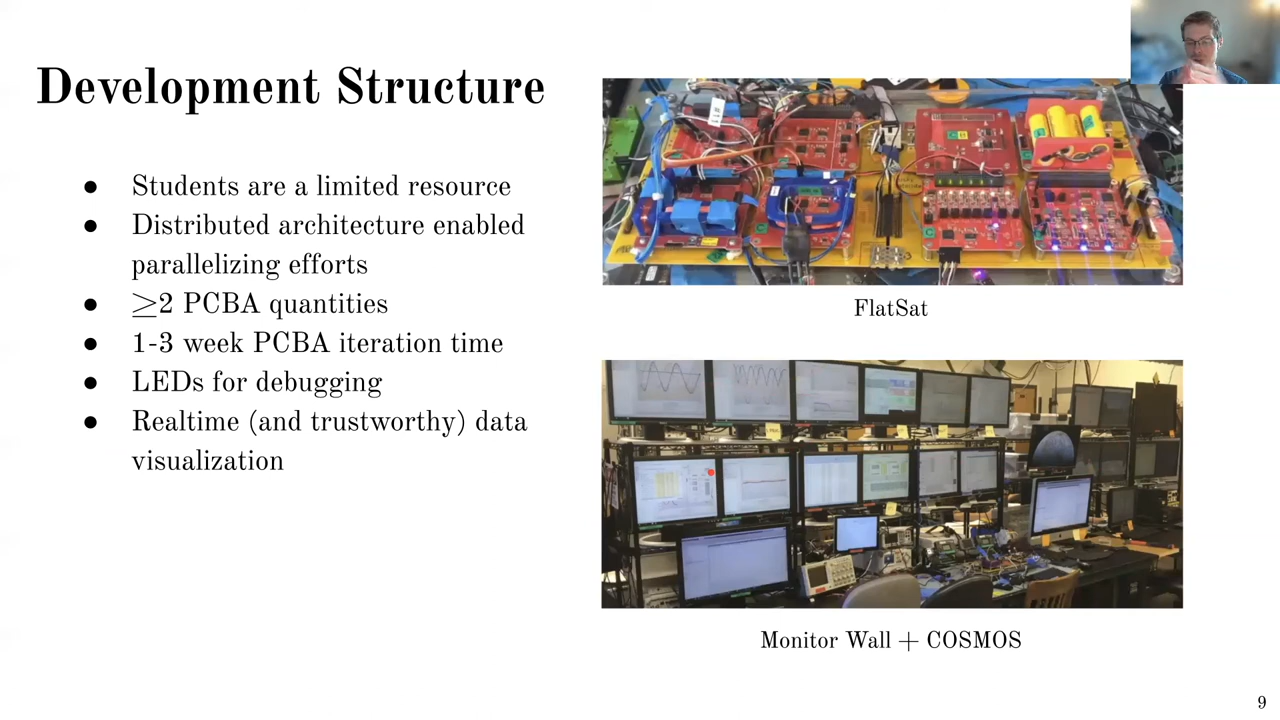 Development Structure
● Students are a limited resource
● Distributed architecture enabled
parallelizing efforts
● ≥2 PCBA quantities
● 1-3 week PCBA iteration time
● LEDs for debugging
● Realtime (and trustworthy) data
visualization
FlatSat
Monitor Wall + COSMOS
9